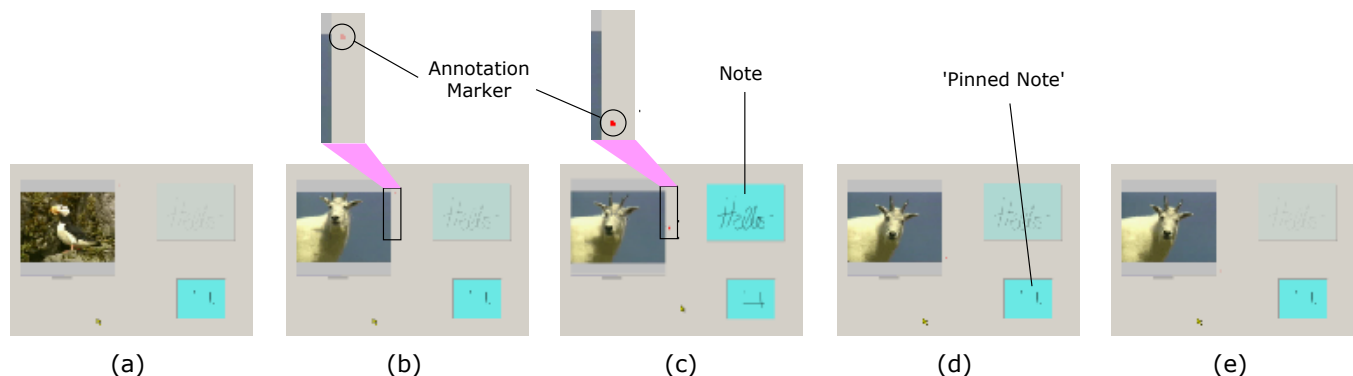 Annotation
Marker
Note
'Pinned Note'
Hello
(a)
(b)
(c)
(d)
(e)